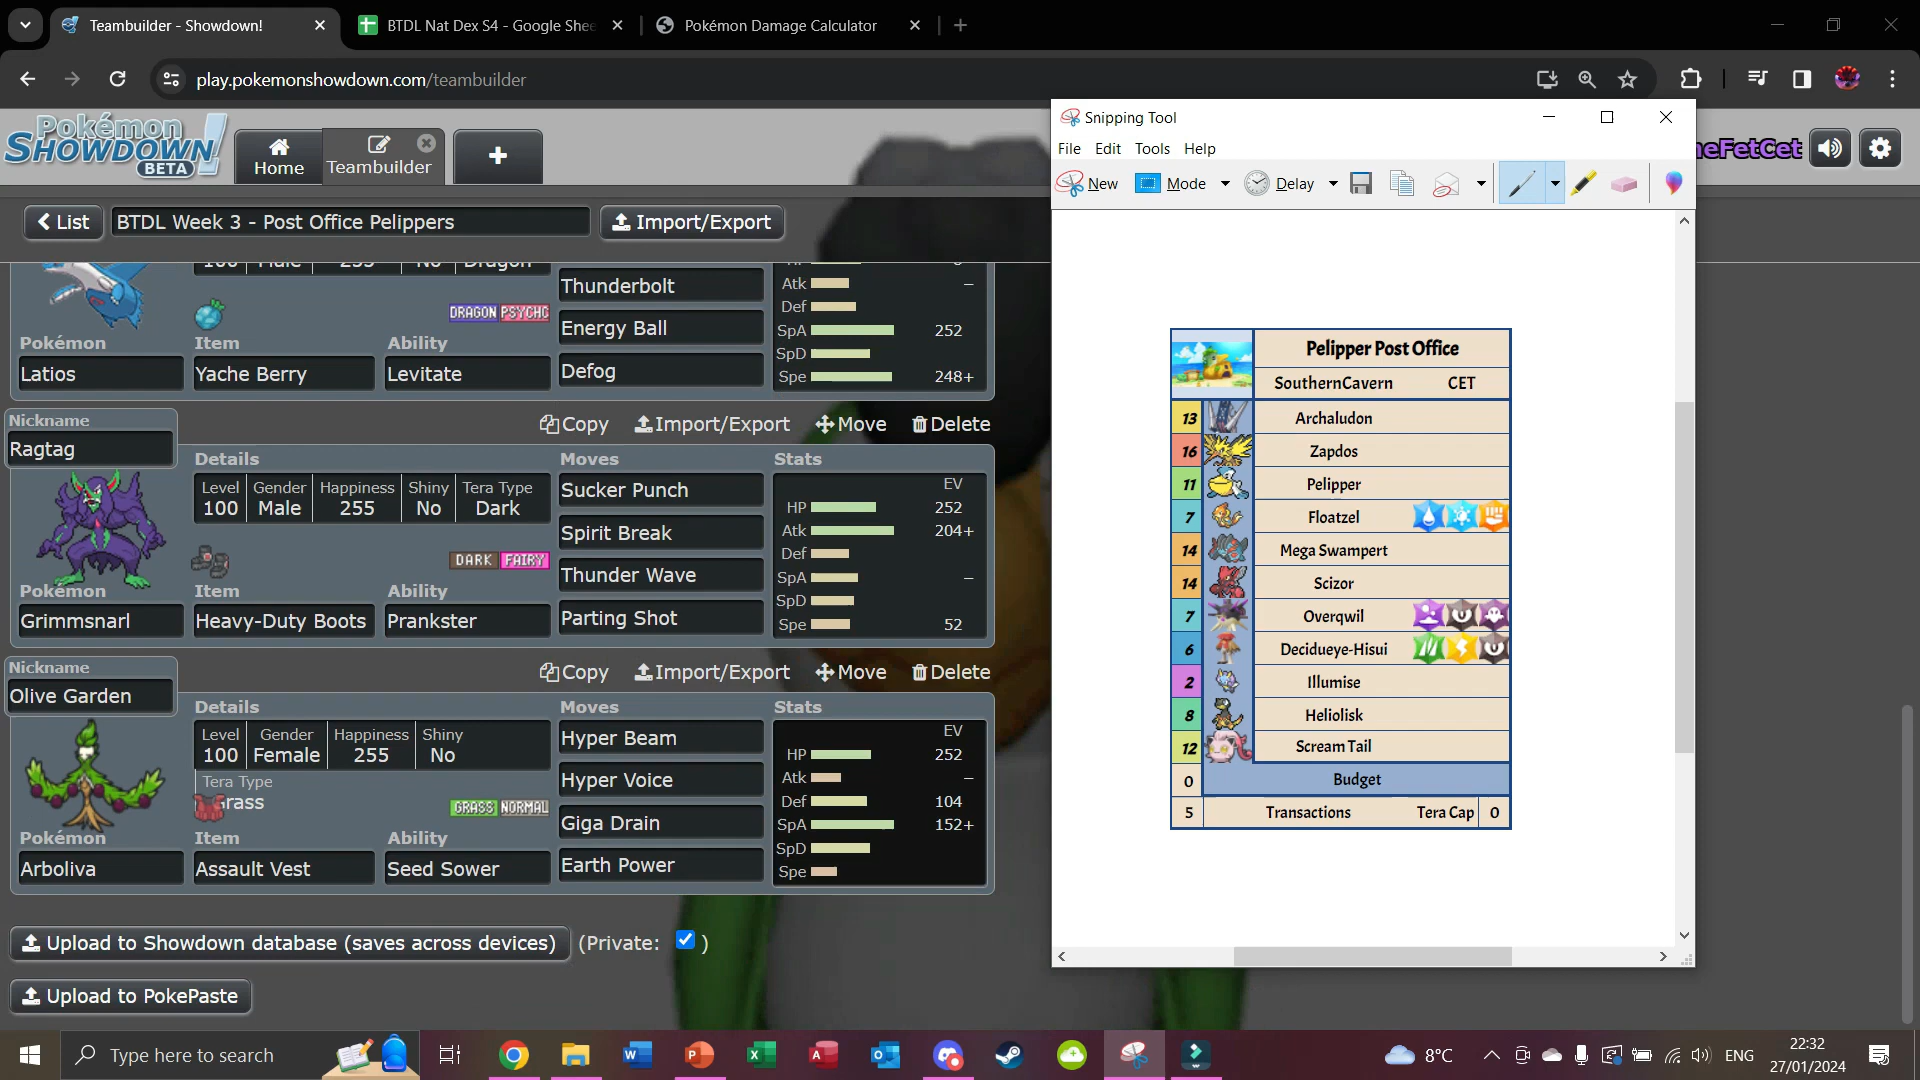 Teambuilder - Showdown!
BTDL Nat Dex S4 - Google Shee
Pokémon Damage Calculator
play.pokemonshowdown.com/teambuilder
Pokémon
SHOWDOWN!
BETA
Home
Teambuilder
neFetCet
List
BTDL Week 3 - Post Office Pelippers
Import/Export
Thunderbolt
Atk –
Energy Ball
Def
DRAGON PSYCHC
SpA 252
Pokémon Item Ability
SpD
Latios Yache Berry Levitate
Defog
Spe 248+
Nickname
Ragtag
Copy Import/Export Move Delete
Details Moves Stats
Level Gender Happiness Shiny Tera Type
100 Male 255 No Dark
Sucker Punch
EV
HP 252
Spirit Break
Atk 204+
Def
DARK FAIRY
Thunder Wave
SpA –
Pokémon Item Ability
SpD
Grimmsnarl Heavy-Duty Boots Prankster
Parting Shot
Spe 52
Nickname
Olive Garden
Copy Import/Export Move Delete
Details Moves Stats
Level Gender Happiness Shiny
100 Female 255 No
Tera Type
Grass
Hyper Beam
EV
HP 252
Hyper Voice
Atk –
Def 104
GRASS NORMAL
Giga Drain
SpA 152+
Pokémon Item Ability
SpD
Arboliva Assault Vest Seed Sower
Earth Power
Spe
Upload to Showdown database (saves across devices) (Private: )
Upload to PokePaste
Snipping Tool
File Edit Tools Help
New Mode Delay
Pelipper Post Office
SouthernCavern CET
13 Archaludon
16 Zapdos
11 Pelipper
7 Floatzel
14 Mega Swampert
14 Scizor
7 Overqwil
6 Decidueye-Hisui
2 Illumise
8 Heliolisk
12 Scream Tail
0 Budget
5 Transactions Tera Cap 0
Type here to search
8°C
ENG
22:32
27/01/2024